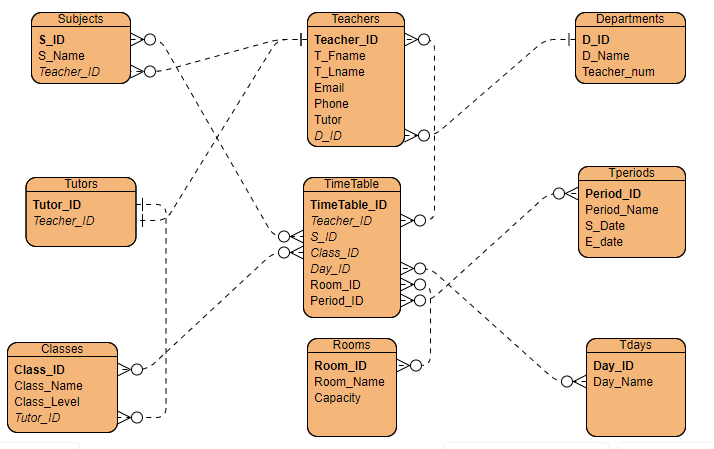 Subjects
S_ID
S_Name
Teacher_ID
Teachers
Teacher_ID
T_Fname
T_Lname
Email
Phone
Tutor
D_ID
Departments
D_ID
D_Name
Teacher_num
Tutors
Tutor_ID
Teacher_ID
TimeTable
TimeTable_ID
Teacher_ID
S_ID
Class_ID
Day_ID
Room_ID
Period_ID
Tperiods
Period_ID
Period_Name
S_Date
E_date
Classes
Class_ID
Class_Name
Class_Level
Tutor_ID
Rooms
Room_ID
Room_Name
Capacity
Tdays
Day_ID
Day_Name